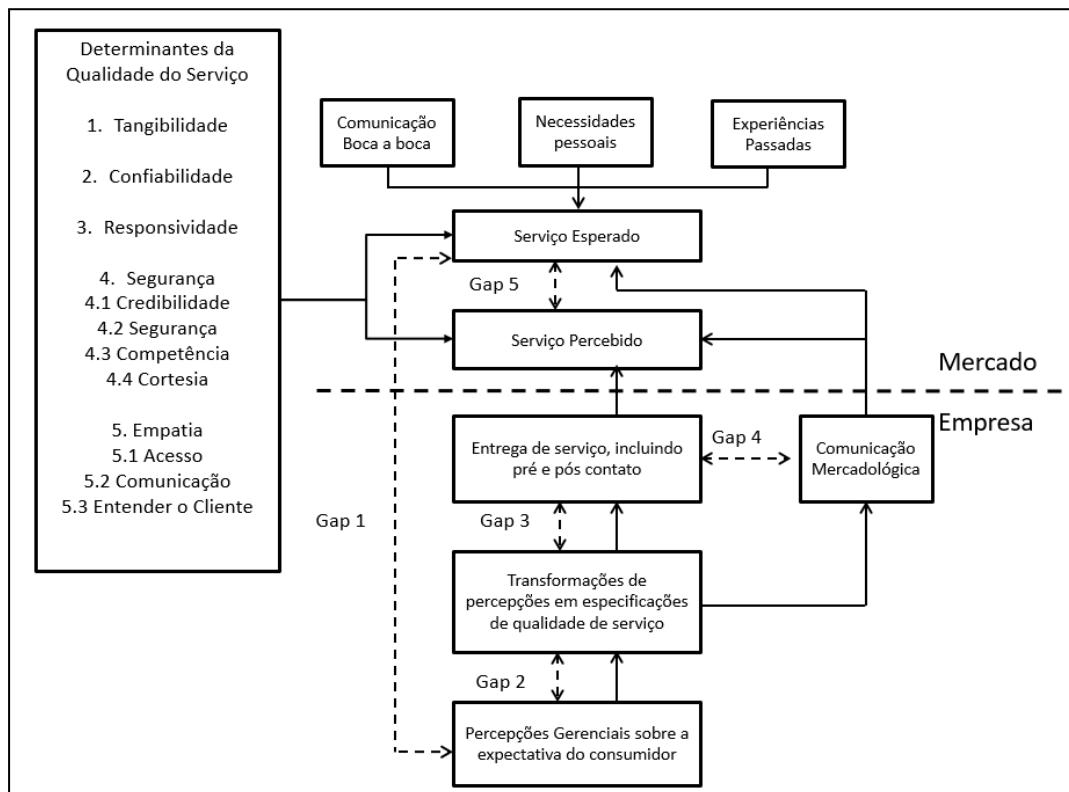 Determinantes da
Qualidade do Serviço
1. Tangibilidade
2. Confiabilidade
3. Responsividade
4. Segurança
4.1 Credibilidade
4.2 Segurança
4.3 Competência
4.4 Cortesia
5. Empatia
5.1 Acesso
5.2 Comunicação
5.3 Entender o Cliente
Comunicação
Boca a boca
Necessidades
pessoais
Experiências
Passadas
Serviço Esperado
Gap 5
Serviço Percebido
Mercado
Empresa
Entrega de serviço, incluindo
pré e pós contato
Gap 4
Comunicação
Mercadológica
Gap 1
Gap 3
Transformações de
percepções em especificações
de qualidade de serviço
Gap 2
Percepções Gerenciais sobre a
expectativa do consumidor